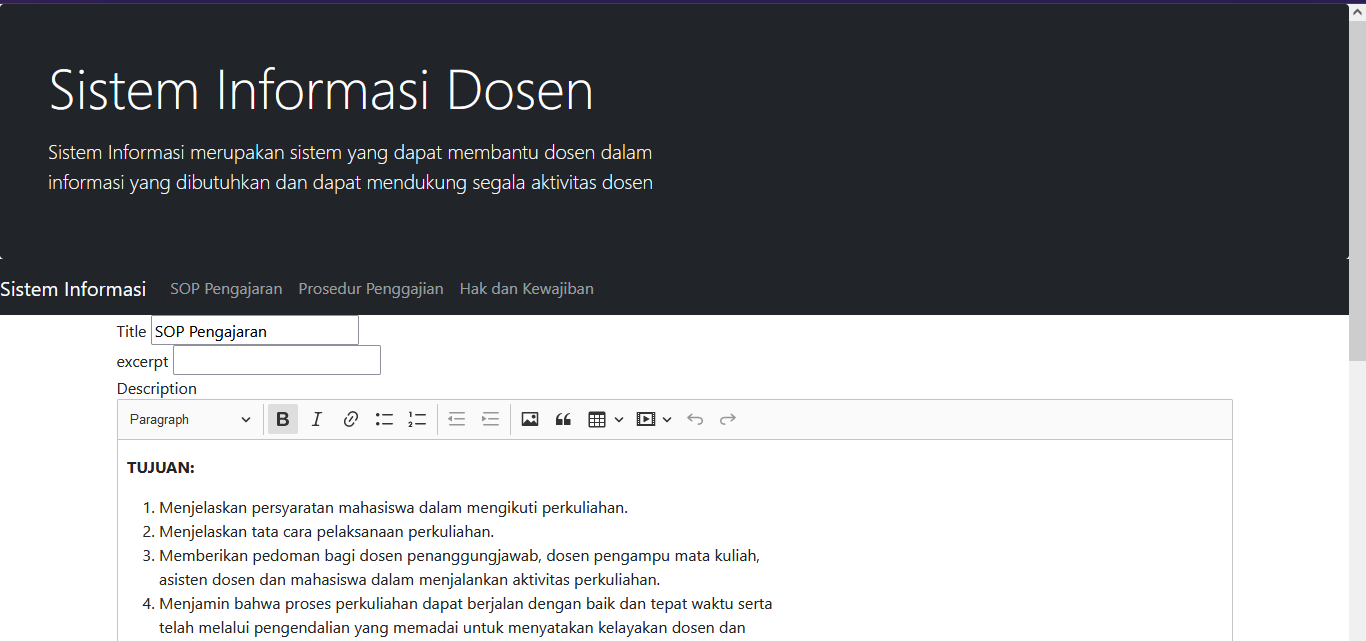 Sistem Informasi Dosen
Sistem Informasi merupakan sistem yang dapat membantu dosen dalam
informasi yang dibutuhkan dan dapat mendukung segala aktivitas dosen
Sistem Informasi SOP Pengajaran Prosedur Penggajian Hak dan Kewajiban
Title SOP Pengajaran
excerpt
Description
Paragraph B I
TUJUAN:
1. Menjelaskan persyaratan mahasiswa dalam mengikuti perkuliahan.
2. Menjelaskan tata cara pelaksanaan perkuliahan.
3. Memberikan pedoman bagi dosen penanggungjawab, dosen pengampu mata kuliah,
asisten dosen dan mahasiswa dalam menjalankan aktivitas perkuliahan.
4. Menjamin bahwa proses perkuliahan dapat berjalan dengan baik dan tepat waktu serta
telah melalui pengendalian yang memadai untuk menyatakan kelayakan dosen dan